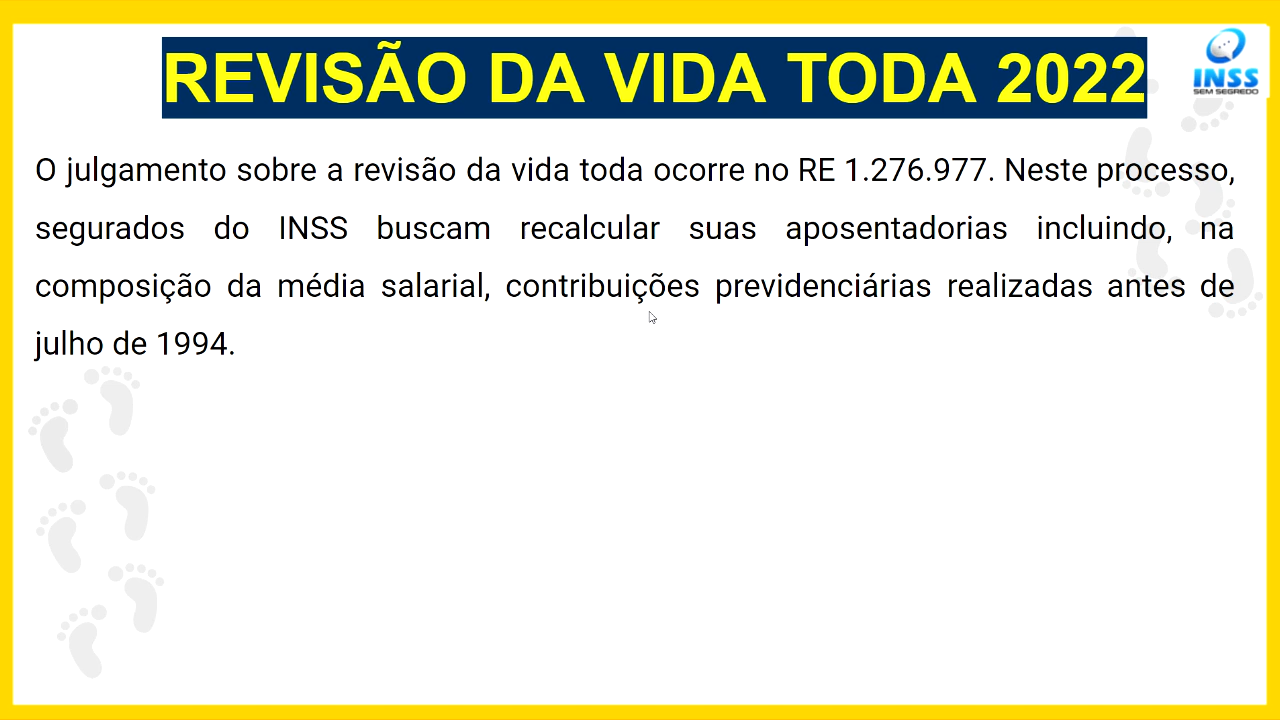 REVISÃO DA VIDA TODA 2022
INSS
SEM SEGREDO
O julgamento sobre a revisão da vida toda ocorre no RE 1.276.977. Neste processo,
segurados do INSS buscam recalcular suas aposentadorias incluindo, na
composição da média salarial, contribuições previdenciárias realizadas antes de
julho de 1994.